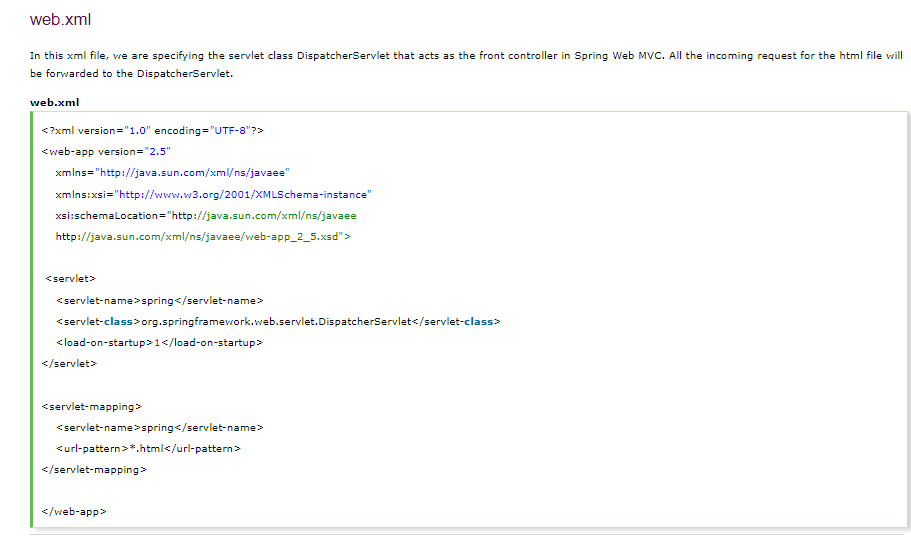 web.xml
In this xml file, we are specifying the servlet class DispatcherServlet that acts as the front controller in Spring Web MVC. All the incoming request for the html file will
be forwarded to the DispatcherServlet.
web.xml
<?xml version="1.0" encoding="UTF-8"?>
<web-app version="2.5"
xmlns="http://java.sun.com/xml/ns/javaee"
xmlns:xsi="http://www.w3.org/2001/XMLSchema-instance"
xsi:schemaLocation="http://java.sun.com/xml/ns/javaee
http://java.sun.com/xml/ns/javaee/web-app_2_5.xsd">
<servlet>
<servlet-name>spring</servlet-name>
<servlet-class>org.springframework.web.servlet.DispatcherServlet</servlet-class>
<load-on-startup>1</load-on-startup>
</servlet>
<servlet-mapping>
<servlet-name>spring</servlet-name>
<url-pattern>*.html</url-pattern>
</servlet-mapping>
</web-app>